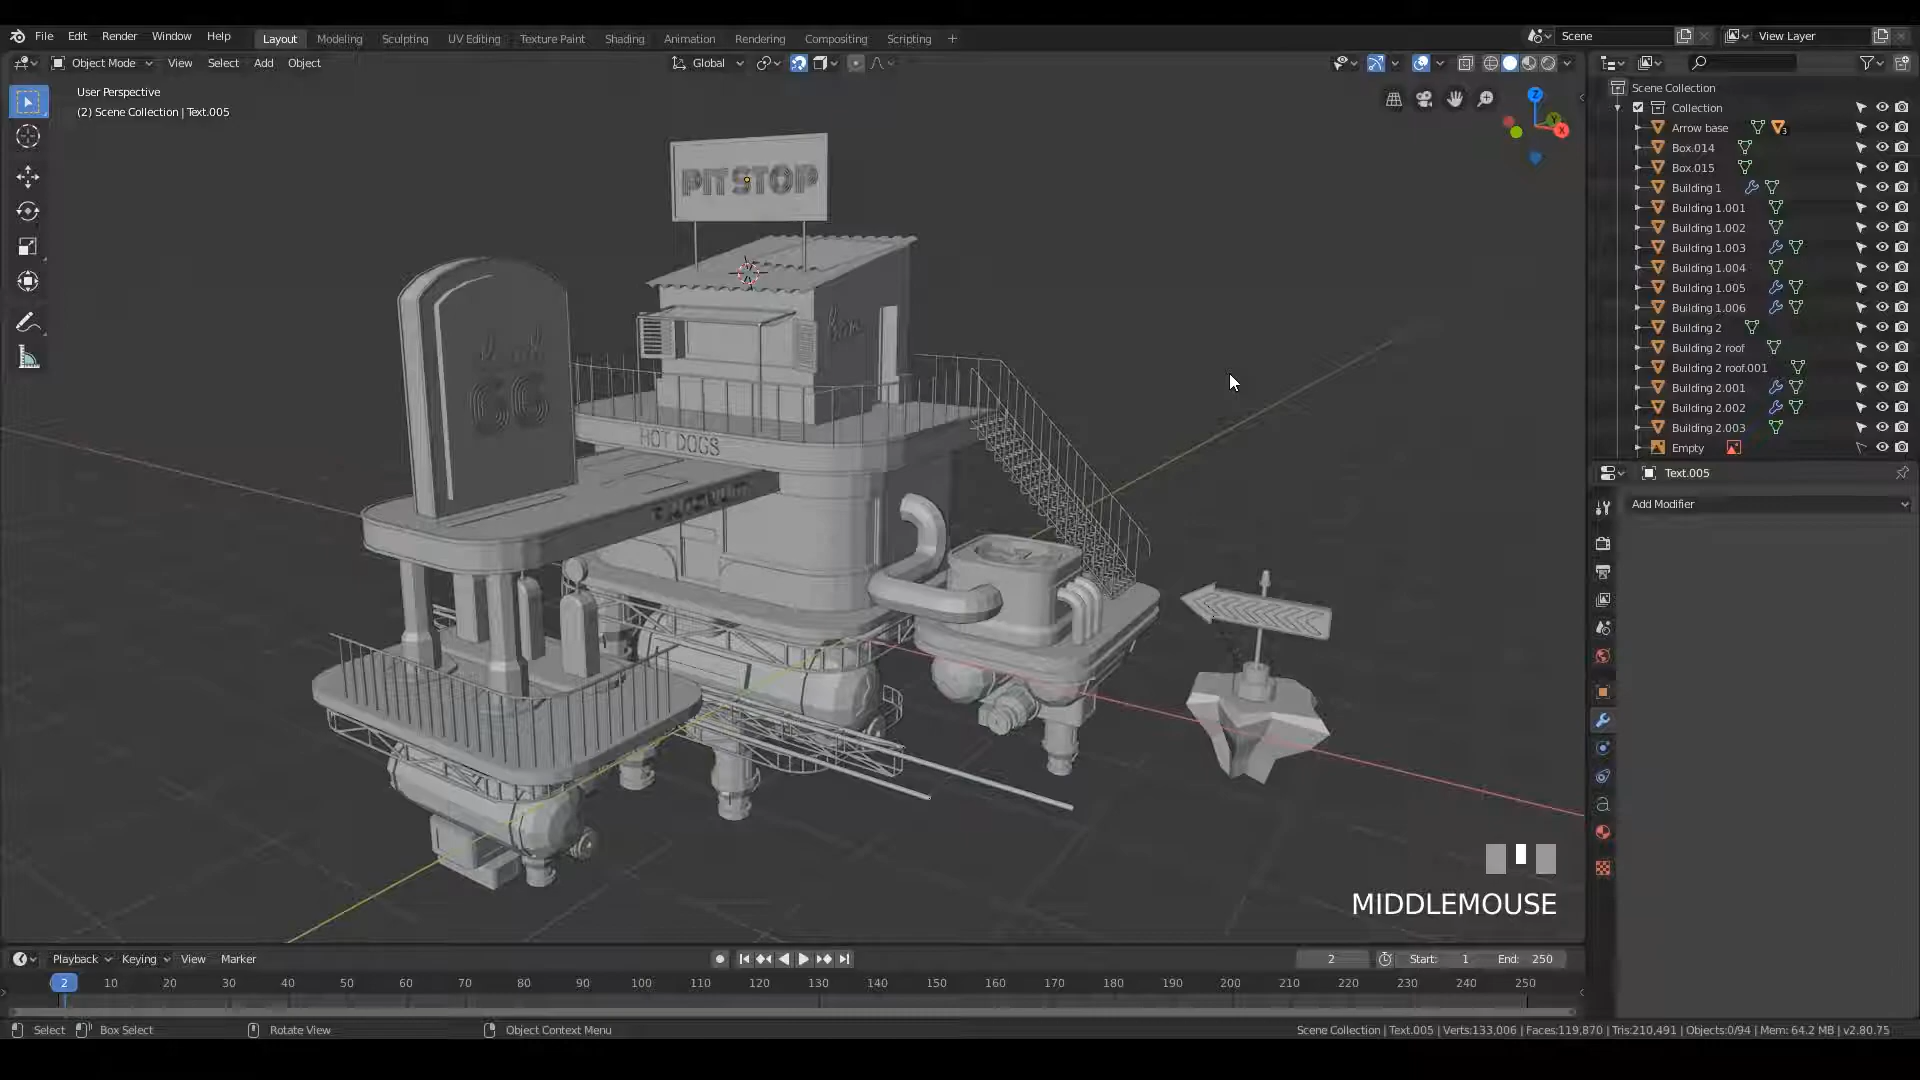 File Edit Render Window Help
Layout Modeling Sculpting UV Editing Texture Paint Shading Animation Rendering Compositing Scripting +
Scene
View Layer
Object Mode View Select Add Object
Global
User Perspective
(2) Scene Collection | Text.005
Z
Y
X
PIT STOP
HOT DOGS
66
bar
MIDDLEMOUSE
Scene Collection
Collection
Arrow base
3
Box.014
Box.015
Building 1
Building 1.001
Building 1.002
Building 1.003
Building 1.004
Building 1.005
Building 1.006
Building 2
Building 2 roof
Building 2 roof.001
Building 2.001
Building 2.002
Building 2.003
Empty
Text.005
Add Modifier
Playback Keying View Marker
2
Start: 1
End: 250
2 10 20 30 40 50 60 70 80 90 100 110 120 130 140 150 160 170 180 190 200 210 220 230 240 250
Select Box Select Rotate View Object Context Menu
Scene Collection | Text.005 | Verts:133,006 | Faces:119,870 | Tris:210,491 | Objects:0/94 | Mem: 64.2 MB | v2.80.75